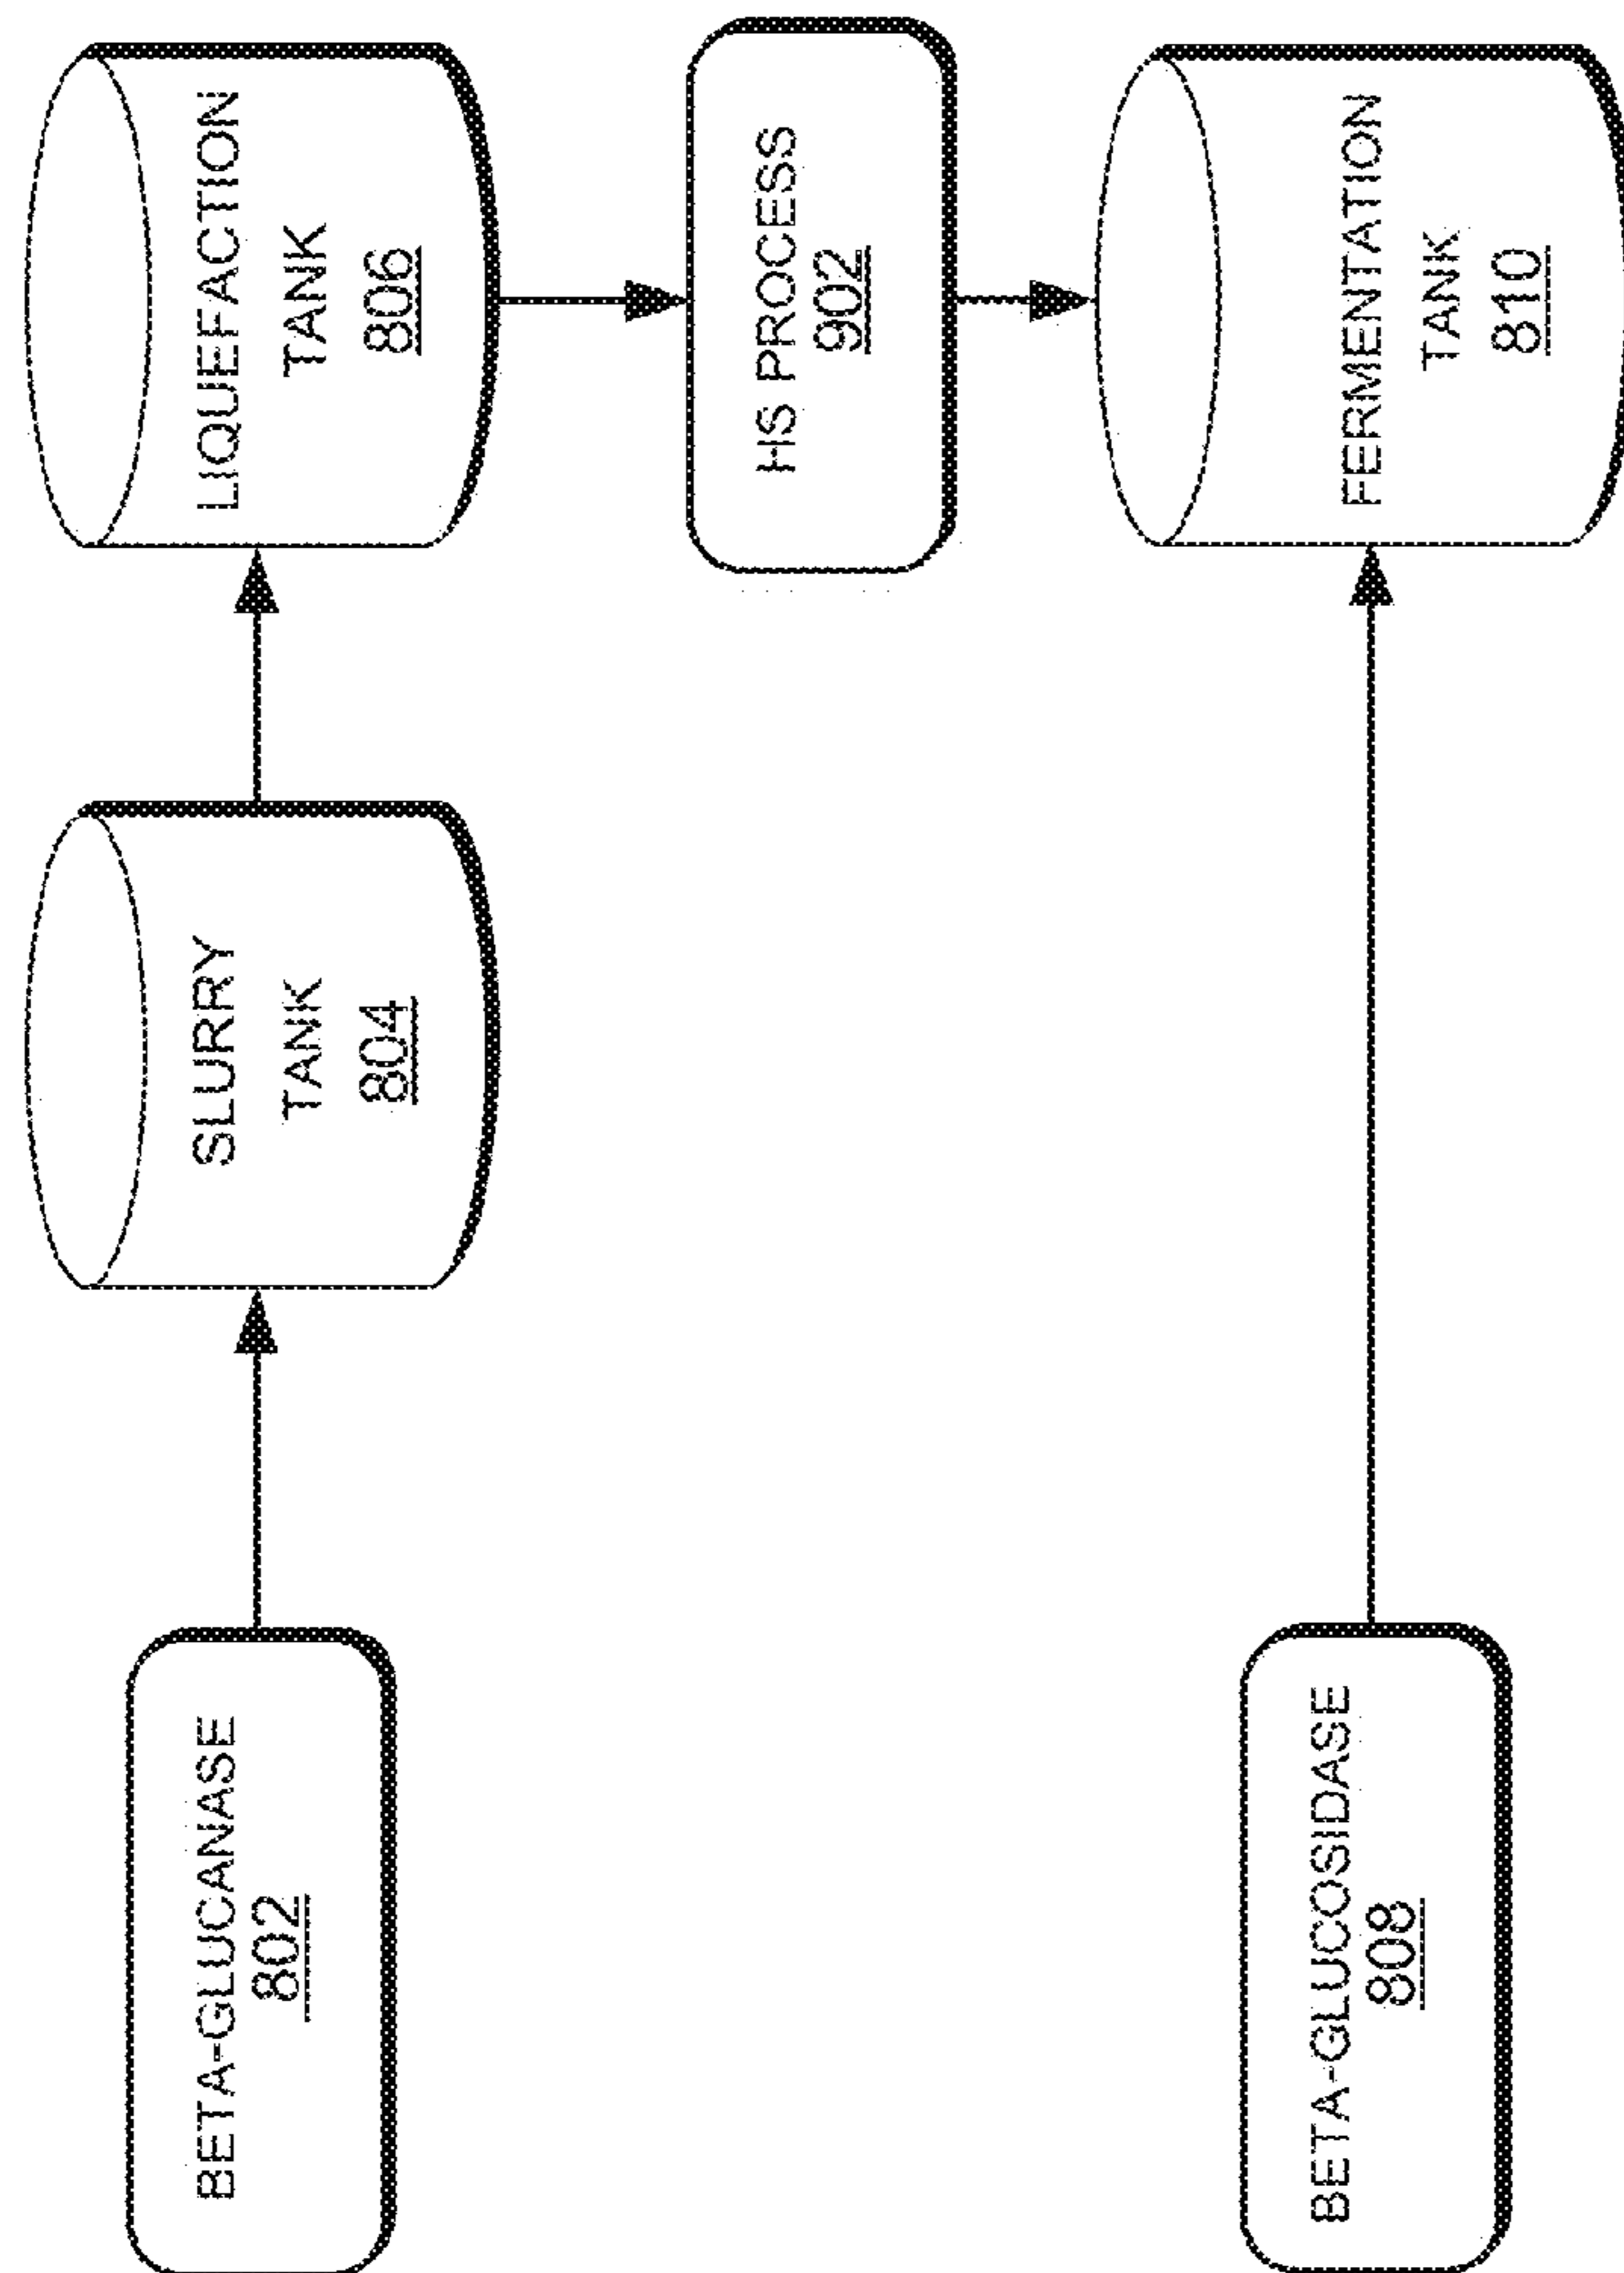 BETA-GLUCANASE
802
SLURRY
TANK
804
LIQUEFACTION
TANK
806
HS PROCESS
902
BETA-GLUCOSIDASE
808
FERMENTATION
TANK
810